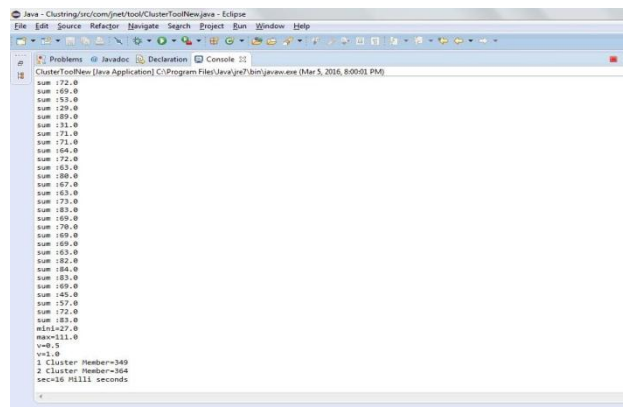 Java - Clustring/src/com/jnet/tool/ClusterToolNew.java - Eclipse
File Edit Source Refactor Navigate Search Project Run Window Help
Problems @ Javadoc Declaration Console
ClusterToolNew [Java Application] C:\Program Files\Java\jre7\bin\javaw.exe (Mar 5, 2016, 8:00:01 PM)
sum :72.0
sum :69.0
sum :53.0
sum :29.0
sum :89.0
sum :31.0
sum :71.0
sum :71.0
sum :64.0
sum :72.0
sum :63.0
sum :80.0
sum :67.0
sum :63.0
sum :73.0
sum :83.0
sum :69.0
sum :70.0
sum :69.0
sum :69.0
sum :63.0
sum :82.0
sum :84.0
sum :83.0
sum :69.0
sum :45.0
sum :57.0
sum :72.0
sum :83.0
mini=27.0
max=111.0
v=0.5
v=1.0
1 Cluster Member=349
2 Cluster Member=364
sec=16 Milli seconds